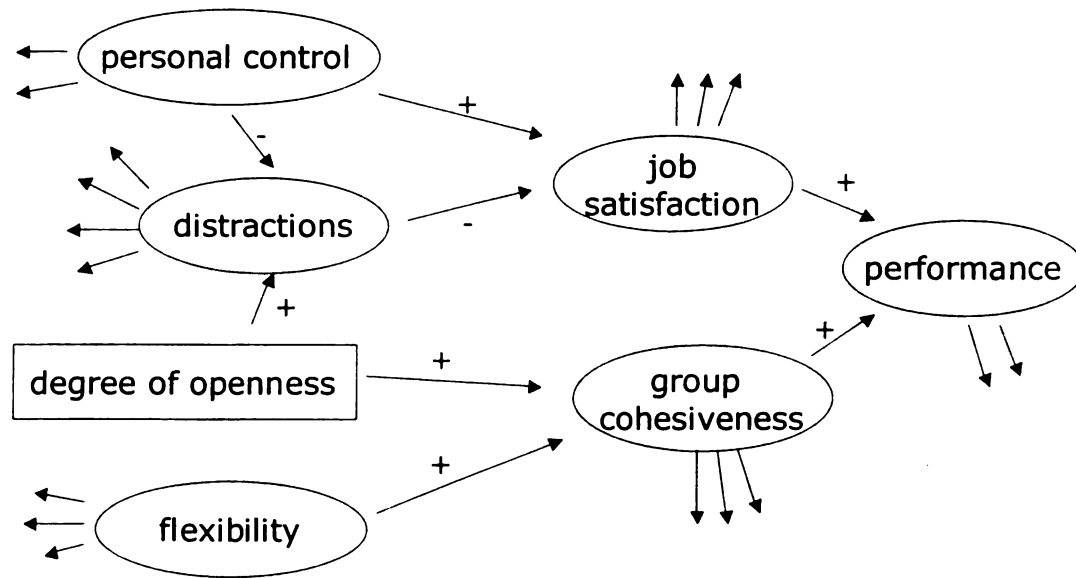 personal control
+
-
job
satisfaction
+
distractions
-
performance
+
+
degree of openness
+
group
cohesiveness
+
flexibility